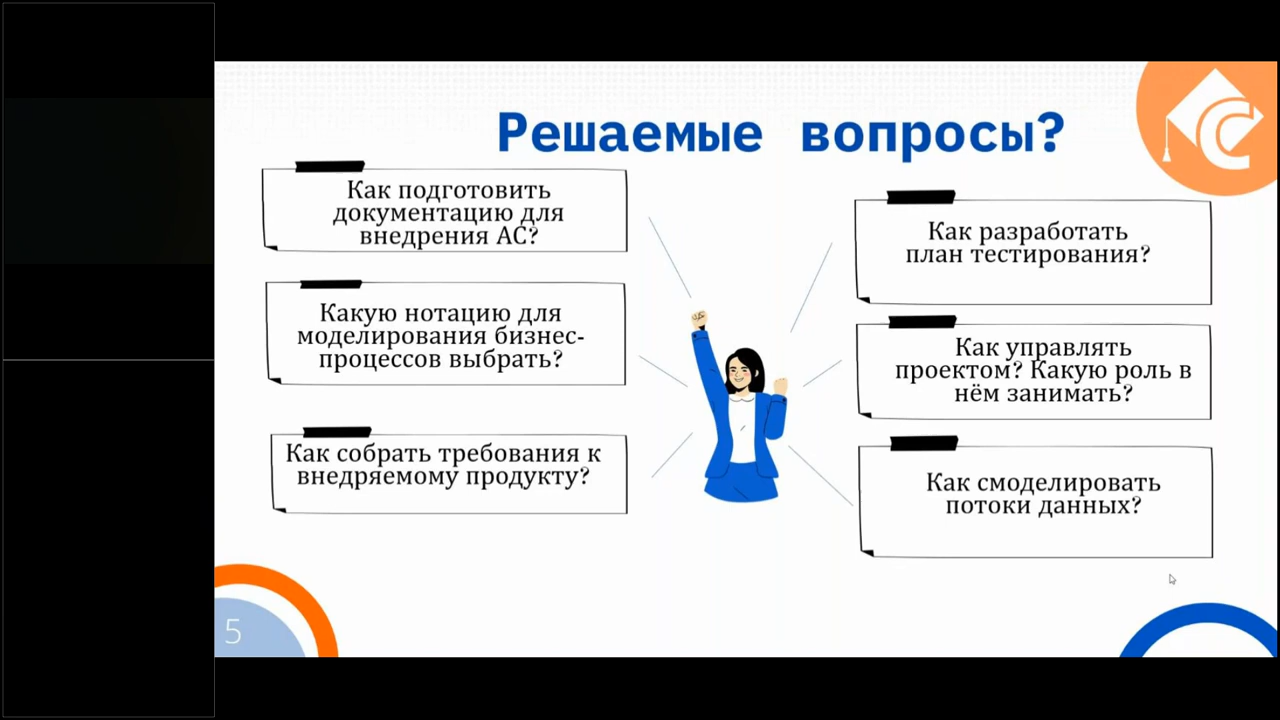 Решаемые вопросы?
Как подготовить
документацию для
внедрения АС?
Какую нотацию для
моделирования бизнес-
процессов выбрать?
Как собрать требования к
внедряемому продукту?
Как разработать
план тестирования?
Как управлять
проектом? Какую роль в
нём занимать?
Как смоделировать
потоки данных?
5